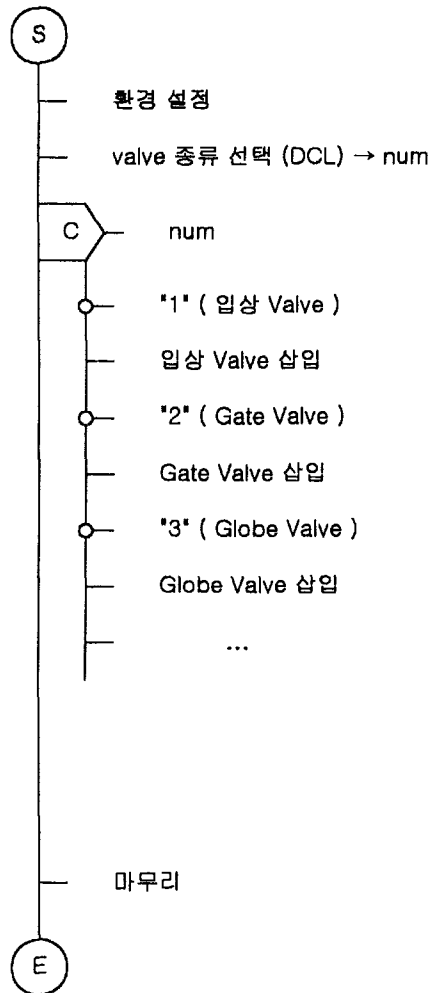 S
환경 설정
valve 종류 선택 (DCL) → num
C num
"1" ( 입상 Valve )
입상 Valve 삽입
"2" ( Gate Valve )
Gate Valve 삽입
"3" ( Globe Valve )
Globe Valve 삽입
...
마무리
E